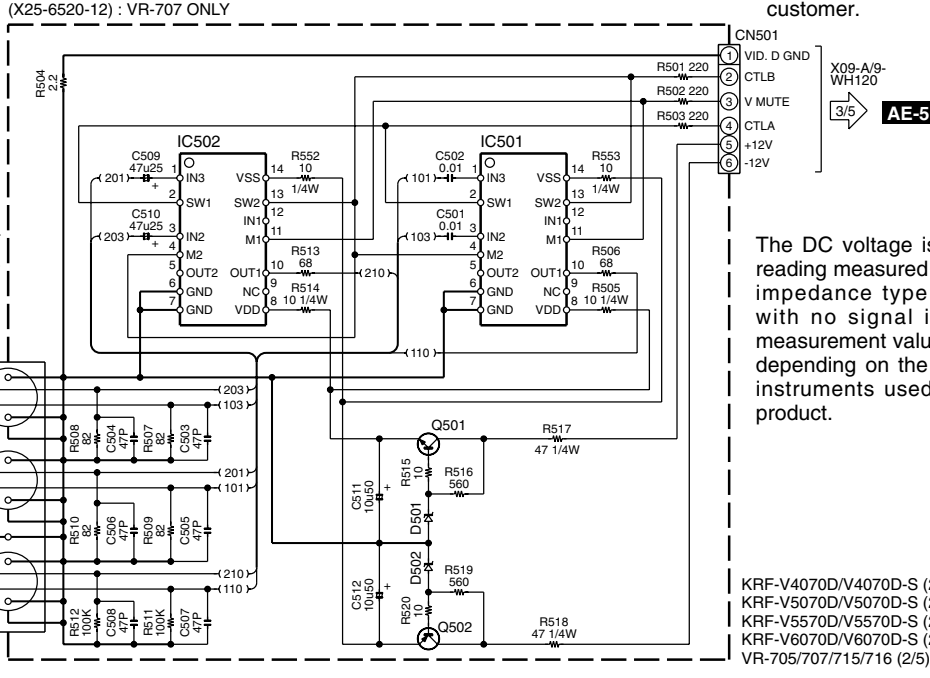 (X25-6520-12) : VR-707 ONLY
customer.
CN501
1 VID. D GND
2 CTLB
3 V MUTE
4 CTLA
5 +12V
6 -12V
X09-A/9-
WH120
3/5
AE-5
R504
2.2
R501 220
R502 220
R503 220
IC502
C509
47u25
+
201
C510
47u25
+
203
1 IN3
2 SW1
3 IN2
4 M2
5 OUT2
6 GND
7 GND
14 VSS
13 SW2
12 IN1
11 M1
10 OUT1
9 NC
8 VDD
R552
10
1/4W
R513
68
210
R514
10 1/4W
IC501
C502
0.01
101
C501
0.01
103
1 IN3
2 SW1
3 IN2
4 M2
5 OUT2
6 GND
7 GND
14 VSS
13 SW2
12 IN1
11 M1
10 OUT1
9 NC
8 VDD
R553
10
1/4W
R506
68
R505
10 1/4W
110
The DC voltage is
reading measured
impedance type
with no signal i
measurement valu
depending on the
instruments used
product.
203
103
R508
82
C504
47P
R507
82
C503
47P
201
101
R510
82
C506
47P
R509
82
C505
47P
210
110
R512
100K
C508
47P
R511
100K
C507
47P
Q501
R517
47 1/4W
R515
10
R516
560
C511
10u50
+
D501
D502
C512
10u50
+
R519
560
R520
10
Q502
R518
47 1/4W
KRF-V4070D/V4070D-S (2
KRF-V5070D/V5070D-S (2
KRF-V5570D/V5570D-S (2
KRF-V6070D/V6070D-S (2
VR-705/707/715/716 (2/5)